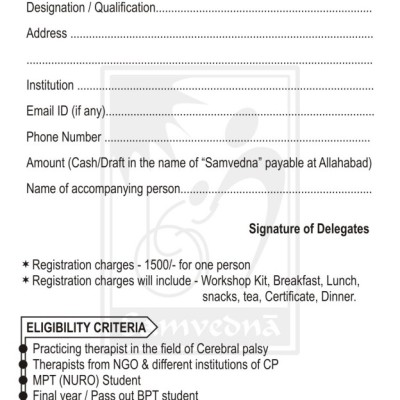 Designation / Qualification......................................................................
Address ....................................................................................................
...................................................................................................................
Institution .................................................................................................
Email ID (if any).........................................................................................
Phone Number .........................................................................................
Amount (Cash/Draft in the name of “Samvedna” payable at Allahabad)
Name of accompanying person..............................................................
Signature of Delegates
✶ Registration charges - 1500/- for one person
✶ Registration charges will include - Workshop Kit, Breakfast, Lunch,
snacks, tea, Certificate, Dinner.
ELIGIBILITY CRITERIA
Samvednā
● Practicing therapist in the field of Cerebral palsy
● Therapists from NGO & different institutions of CP
● MPT (NURO) Student
● Final year / Pass out BPT student